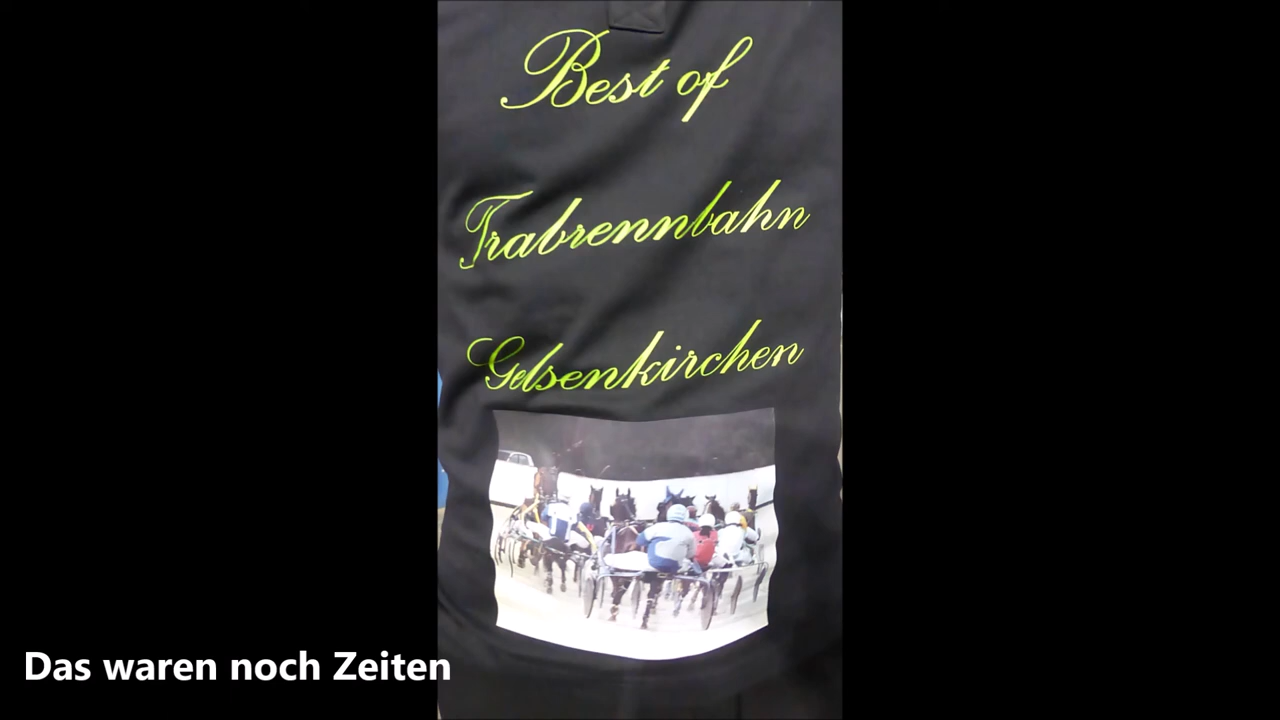 Best of
Trabrennbahn
Gelsenkirchen
Das waren noch Zeiten